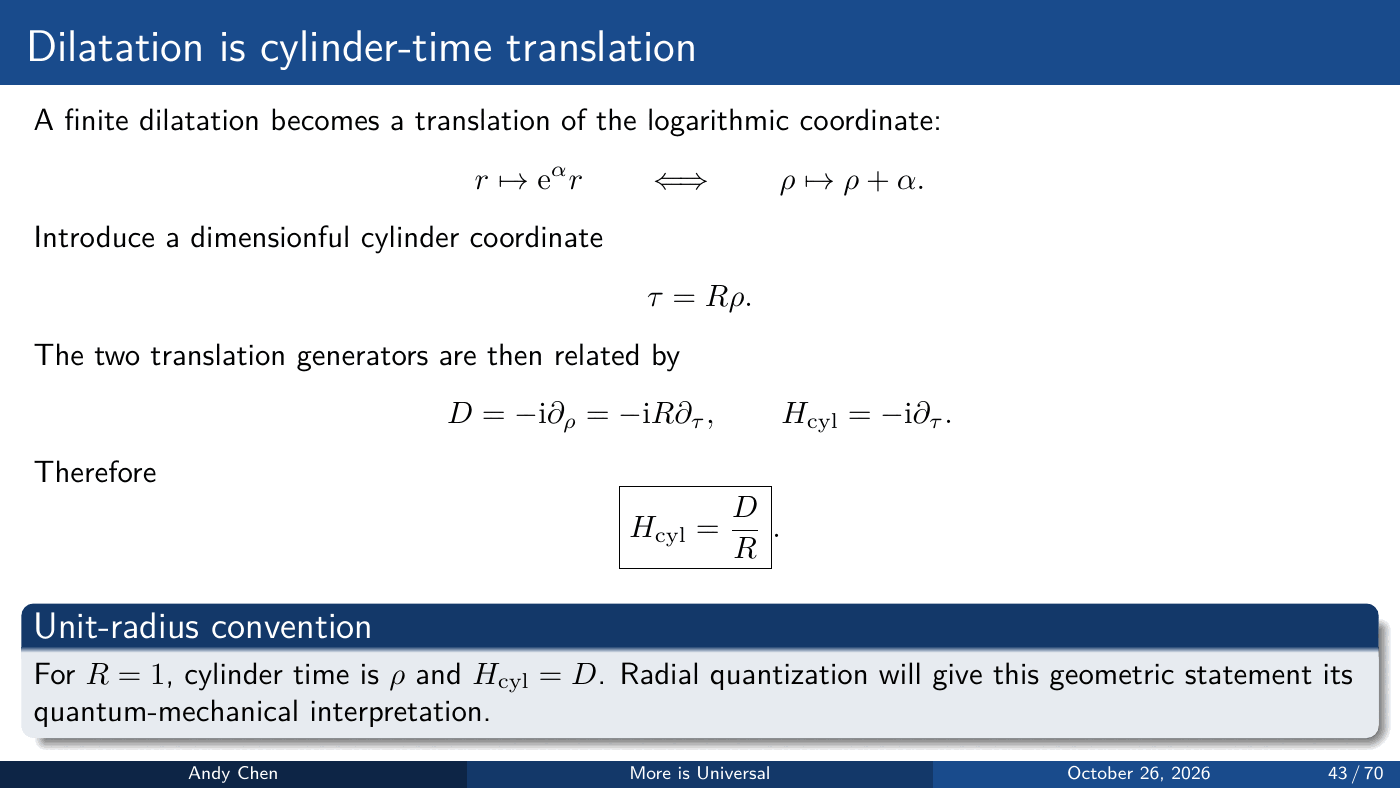 Dilatation is cylinder-time translation
A finite dilatation becomes a translation of the logarithmic coordinate:
r ↦ e^α r ⟺ ρ ↦ ρ + α.
Introduce a dimensionful cylinder coordinate
τ = Rρ.
The two translation generators are then related by
D = −i∂_ρ = −iR∂_τ, H_cyl = −i∂_τ.
Therefore
H_cyl = D/R.
Unit-radius convention
For R = 1, cylinder time is ρ and H_cyl = D. Radial quantization will give this geometric statement its
quantum-mechanical interpretation.
Andy Chen More is Universal October 26, 2026 43 / 70